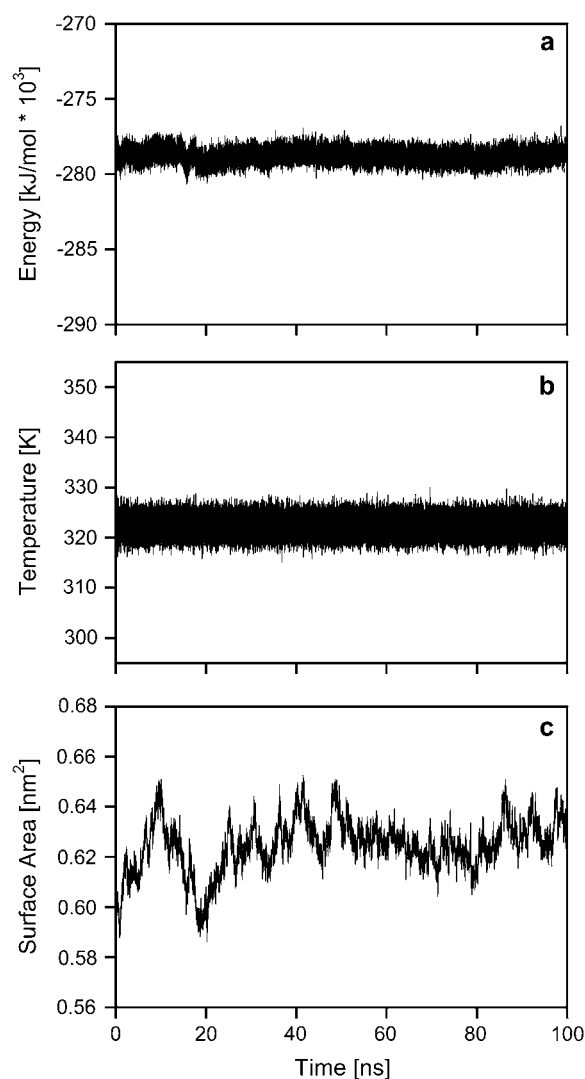 -270
a
-275
-280
-285
-290
Energy [kJ/mol * 10³]
b
350
340
330
320
310
300
Temperature [K]
0.68
c
0.66
0.64
0.62
0.60
0.58
0.56
Surface Area [nm²]
0 20 40 60 80 100
Time [ns]